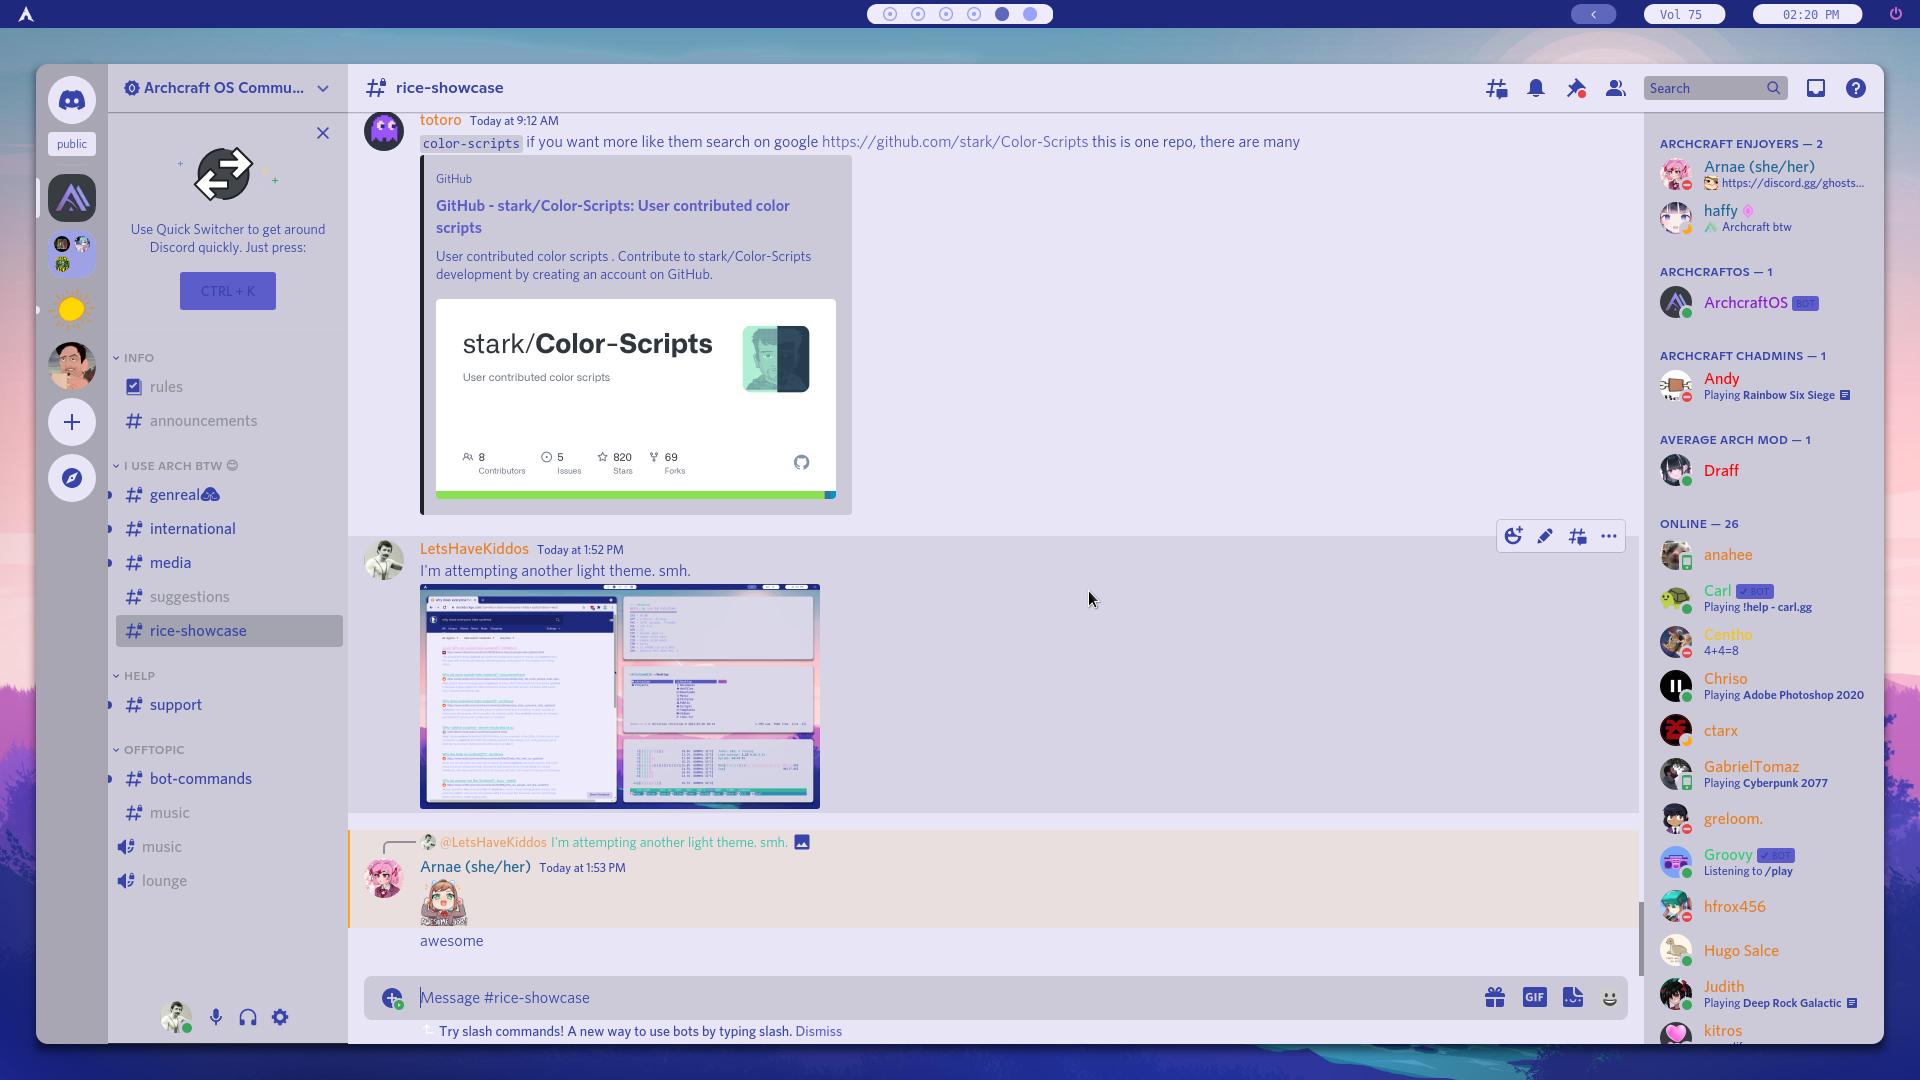 Vol 75
02:20 PM
public
Archcraft OS Commu...
Use Quick Switcher to get around
Discord quickly. Just press:
CTRL + K
INFO
rules
announcements
I USE ARCH BTW 😊
genreal
international
media
suggestions
rice-showcase
HELP
support
OFFTOPIC
bot-commands
music
music
lounge
rice-showcase
Search
totoro Today at 9:12 AM
color-scripts if you want more like them search on google https://github.com/stark/Color-Scripts this is one repo, there are many
GitHub
GitHub - stark/Color-Scripts: User contributed color
scripts
User contributed color scripts . Contribute to stark/Color-Scripts
development by creating an account on GitHub.
stark/Color-Scripts
User contributed color scripts
8 5 820 69
Contributors Issues Stars Forks
LetsHaveKiddos Today at 1:52 PM
I'm attempting another light theme. smh.
@LetsHaveKiddos I'm attempting another light theme. smh.
Arnae (she/her) Today at 1:53 PM
awesome
Message #rice-showcase
GIF
Try slash commands! A new way to use bots by typing slash. Dismiss
ARCHCRAFT ENJOYERS — 2
Arnae (she/her)
https://discord.gg/ghosts...
haffy
Archcraft btw
ARCHCRAFTOS — 1
ArchcraftOS BOT
ARCHCRAFT CHADMINS — 1
Andy
Playing Rainbow Six Siege
AVERAGE ARCH MOD — 1
Draff
ONLINE — 26
anahee
Carl ✓ BOT
Playing !help - carl.gg
Centho
4+4=8
Chriso
Playing Adobe Photoshop 2020
ctarx
GabrielTomaz
Playing Cyberpunk 2077
greloom.
Groovy ✓ BOT
Listening to /play
hfrox456
Hugo Salce
Judith
Playing Deep Rock Galactic
kitros